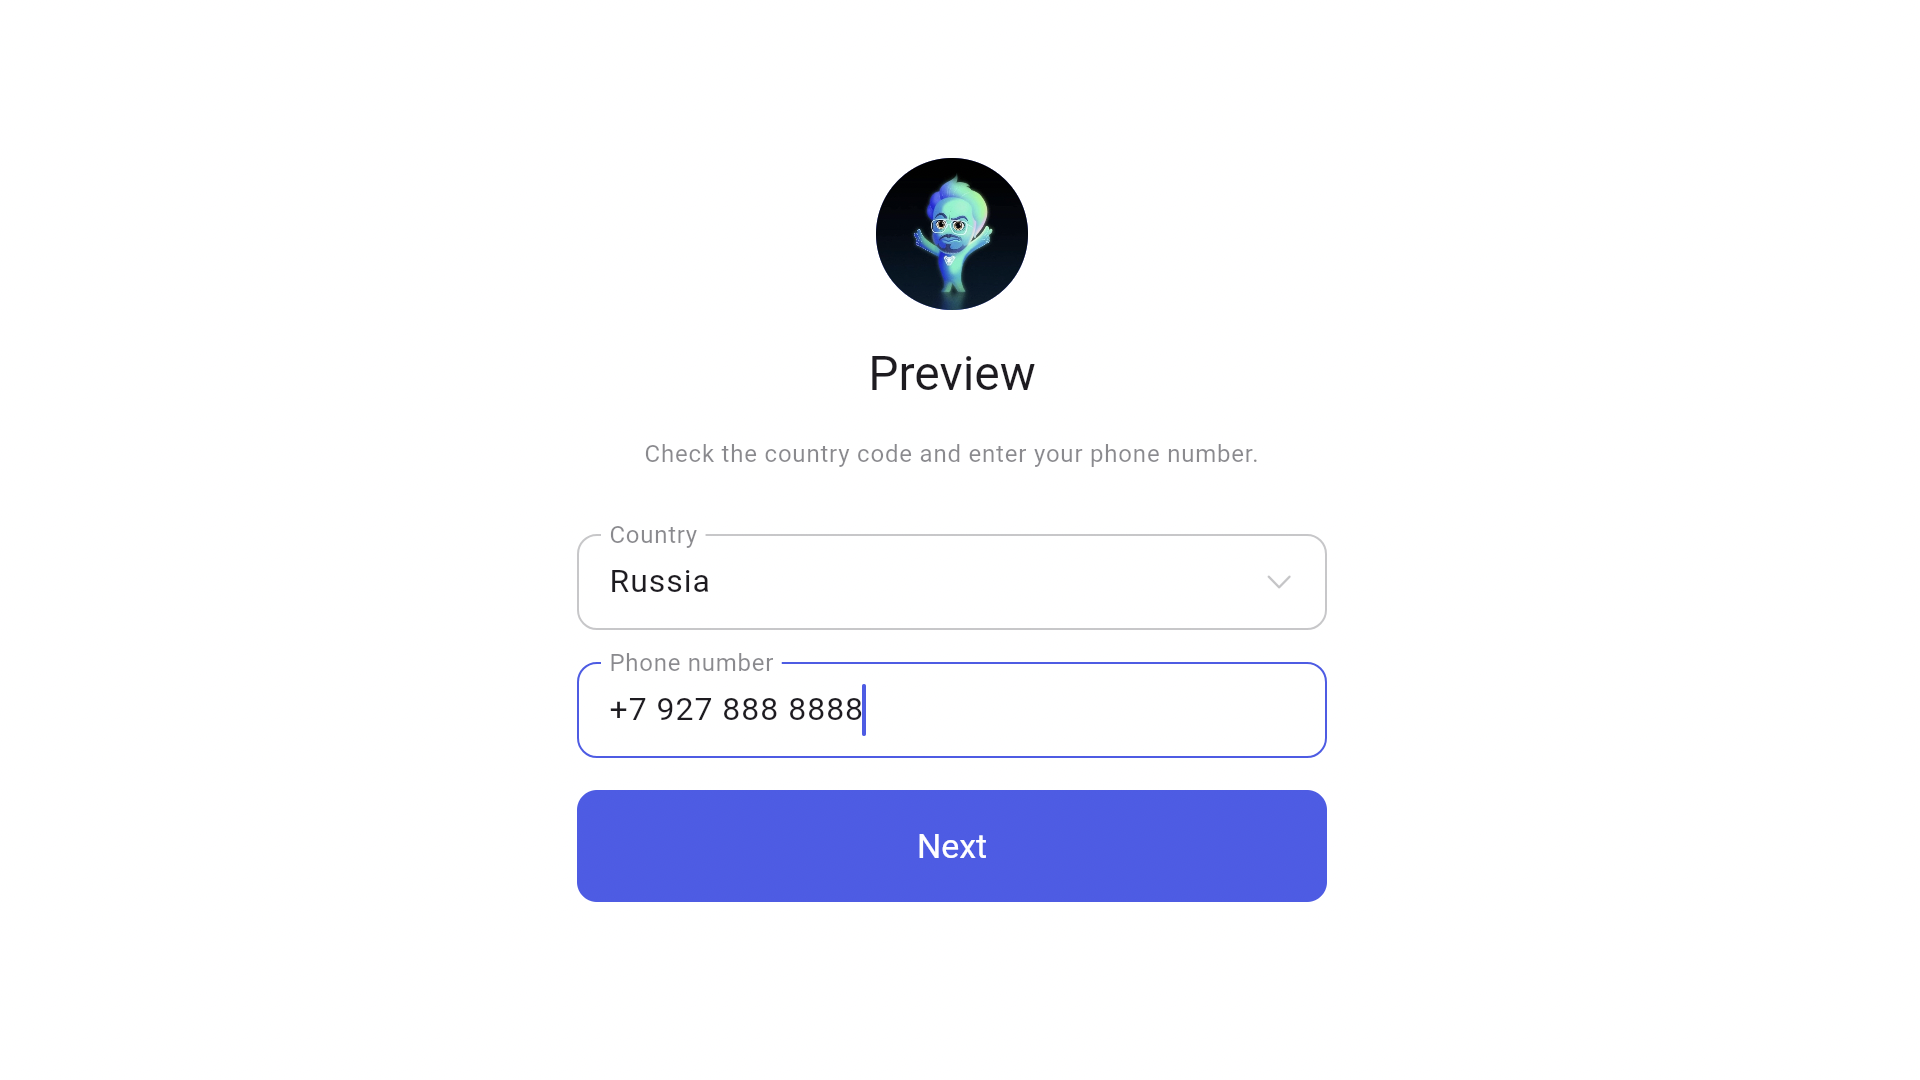 Preview
Check the country code and enter your phone number.
Country
Russia
Phone number
+7 927 888 8888
Next